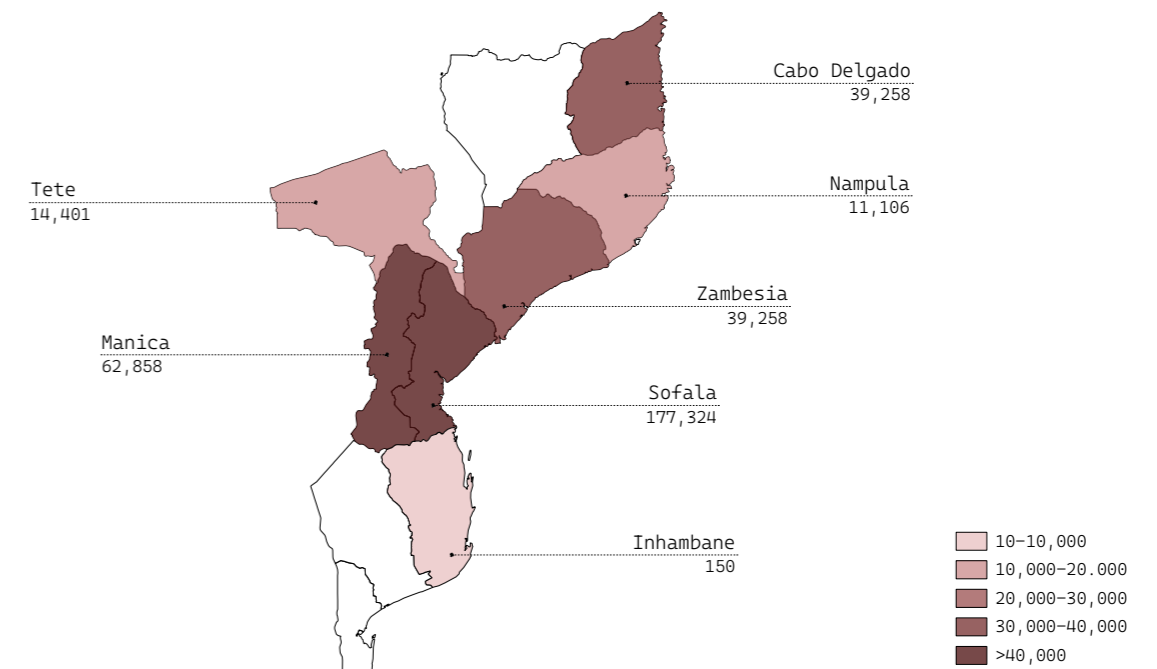 Cabo Delgado
39,258
Tete
14,401
Nampula
11,106
Zambesia
39,258
Manica
62,858
Sofala
177,324
Inhambane
150
10–10,000
10,000–20.000
20,000–30,000
30,000–40,000
>40,000